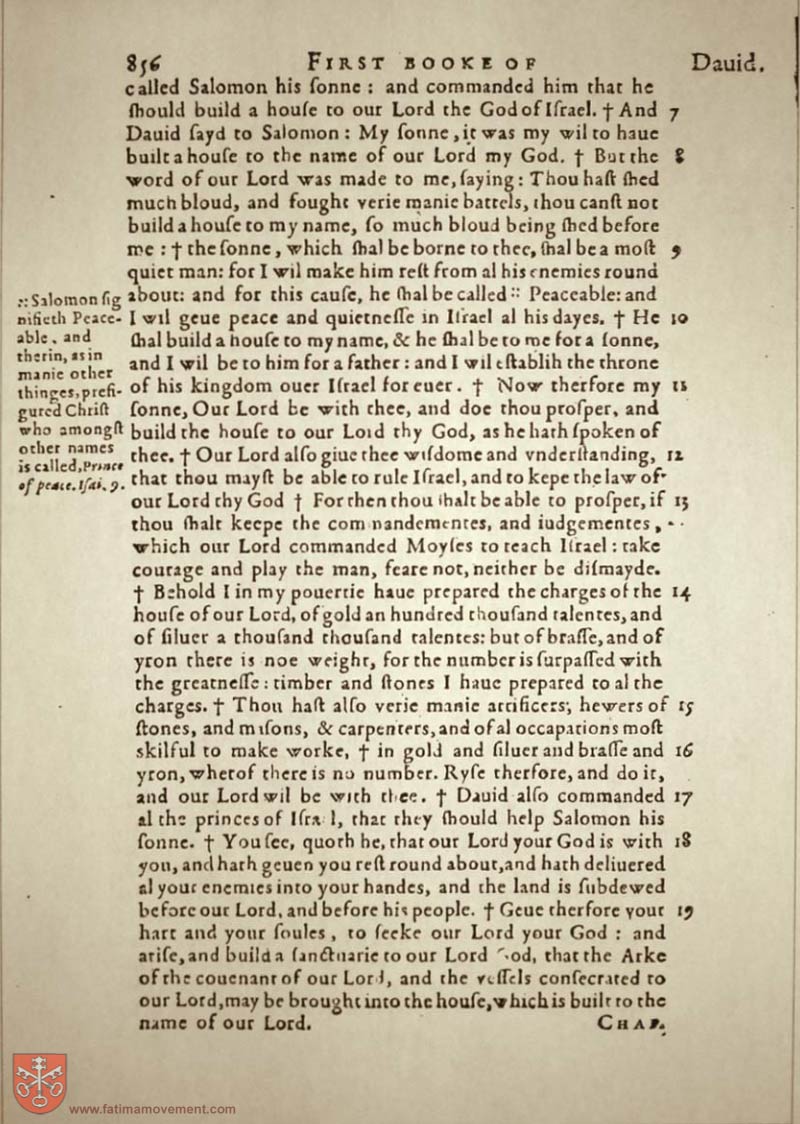 856 FIRST BOOKE OF Dauid.
called Salomon his ſonne : and commanded him that he
ſhould build a houſe to our Lord the God of Iſrael. † And 7
Dauid ſayd to Salomon : My ſonne, it was my wil to haue
built a houſe to the name of our Lord my God. † But the 8
word of our Lord was made to me, ſaying : Thou haſt ſhed
much bloud, and fought verie manie battels, thou canſt not
build a houſe to my name, ſo much bloud being ſhed before
me : † the ſonne, which ſhal be borne to thee, ſhal be a moſt 9
quiet man: for I wil make him reſt from al his enemies round
about: and for this cauſe, he ſhal be called :: Peaceable: and
I wil geue peace and quietneſſe in Iſrael al his dayes. † He 10
ſhal build a houſe to my name, & he ſhal be to me for a ſonne,
and I wil be to him for a father : and I wil eſtabliſh the throne
of his kingdom ouer Iſrael for euer. † Now therfore my 11
ſonne, Our Lord be with thee, and doe thou proſper, and
build the houſe to our Lord thy God, as he hath ſpoken of
thee. † Our Lord alſo giue thee wiſdome and vnderſtanding, 12
that thou mayſt be able to rule Iſrael, and to kepe the law of
our Lord thy God † For then thou ſhalt be able to proſper, if 13
thou ſhalt keepe the commandementes, and iudgementes,
which our Lord commanded Moyſes to teach Iſrael : take
courage and play the man, feare not, neither be diſmayde.
† Behold I in my pouertie haue prepared the charges of the 14
houſe of our Lord, of gold an hundred thouſand talentes, and
of ſiluer a thouſand thouſand talentes: but of braſſe, and of
yron there is noe weight, for the number is ſurpaſſed with
the greatneſſe : timber and ſtones I haue prepared to al the
charges. † Thou haſt alſo verie manie artificers, hewers of 15
ſtones, and maſons, & carpenters, and of al occapations moſt
skilful to make worke, † in gold and ſiluer and braſſe and 16
yron, wherof there is no number. Ryſe therfore, and do it,
and our Lord wil be with thee. † Dauid alſo commanded 17
al the princes of Iſrael, that they ſhould help Salomon his
ſonne. † You ſee, quoth he, that our Lord your God is with 18
you, and hath geuen you reſt round about, and hath deliuered
al your enemies into your handes, and the land is ſubdewed
before our Lord, and before his people. † Geue therfore your 19
hart and your ſoules, to ſeeke our Lord your God : and
ariſe, and build a ſanctuarie to our Lord God, that the Arke
of the couenant of our Lord, and the veſſels conſecrated to
our Lord, may be brought into the houſe, which is built to the
name of our Lord. CHAP.
:: Salomon ſig
nifieth Peace-
able, and
therin, as in
manie other
thinges, prefi-
gured Chriſt
who amongſt
other names
is called, Prince
of peace. Iſai. 9.
www.fatimamovement.com